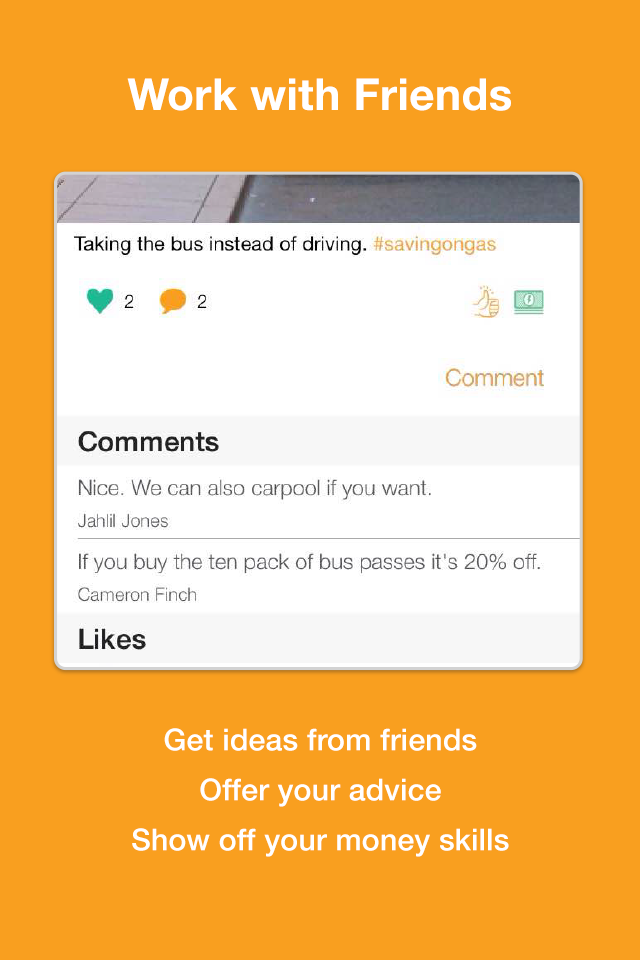 Work with Friends
Taking the bus instead of driving. #savingongas
2 2
Comment
Comments
Nice. We can also carpool if you want.
Jahlil Jones
If you buy the ten pack of bus passes it's 20% off.
Cameron Finch
Likes
Get ideas from friends
Offer your advice
Show off your money skills